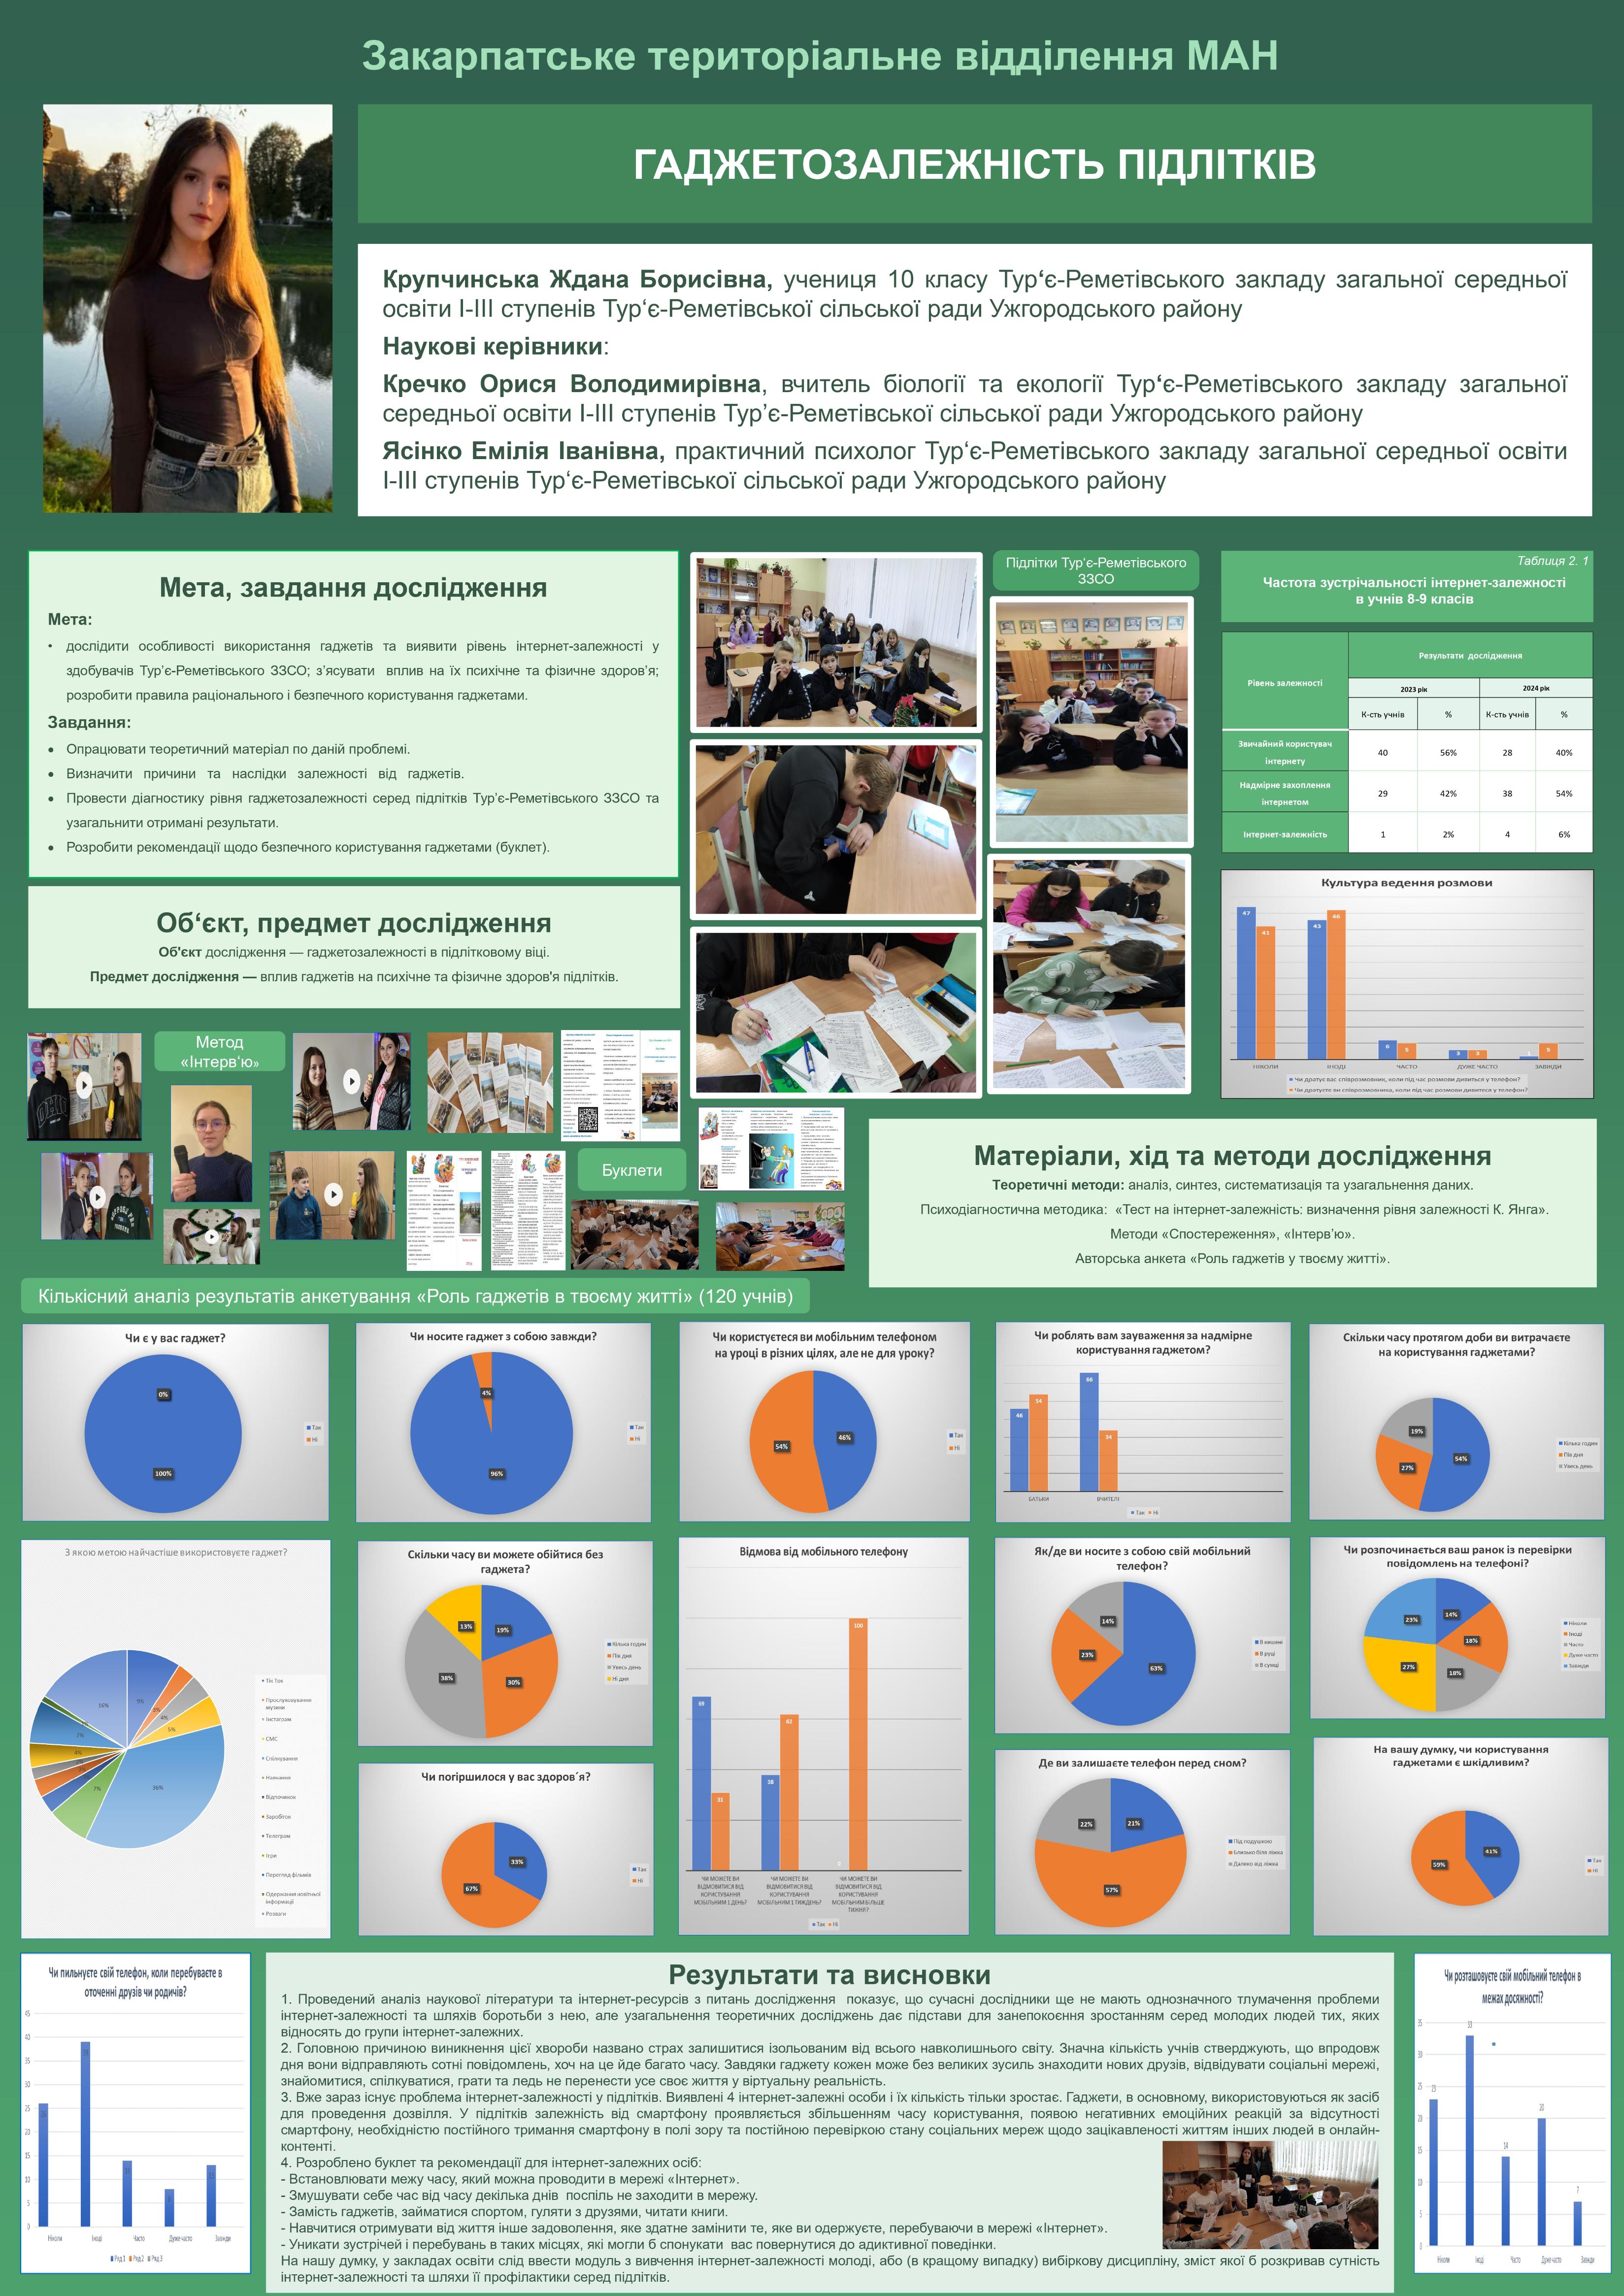 Закарпатське територіальне відділення МАН
ГАДЖЕТОЗАЛЕЖНІСТЬ ПІДЛІТКІВ
Крупчинська Ждана Борисівна, учениця 10 класу Тур‘є-Реметівського закладу загальної середньої
освіти І-ІІІ ступенів Тур‘є-Реметівської сільської ради Ужгородського району
Наукові керівники:
Кречко Орися Володимирівна, вчитель біології та екології Тур‘є-Реметівського закладу загальної
середньої освіти І-ІІІ ступенів Тур’є-Реметівської сільської ради Ужгородського району
Ясінко Емілія Іванівна, практичний психолог Тур‘є-Реметівського закладу загальної середньої освіти
І-ІІІ ступенів Тур‘є-Реметівської сільської ради Ужгородського району
Мета, завдання дослідження
Мета:
• дослідити особливості використання гаджетів та виявити рівень інтернет-залежності у
здобувачів Тур’є-Реметівського ЗЗСО; з’ясувати вплив на їх психічне та фізичне здоров’я;
розробити правила раціонального і безпечного користування гаджетами.
Завдання:
• Опрацювати теоретичний матеріал по даній проблемі.
• Визначити причини та наслідки залежності від гаджетів.
• Провести діагностику рівня гаджетозалежності серед підлітків Тур’є-Реметівського ЗЗСО та
узагальнити отримані результати.
• Розробити рекомендації щодо безпечного користування гаджетами (буклет).
Об‘єкт, предмет дослідження
Об'єкт дослідження — гаджетозалежності в підлітковому віці.
Предмет дослідження — вплив гаджетів на психічне та фізичне здоров'я підлітків.
Підлітки Тур‘є-Реметівського
ЗЗСО
Таблиця 2. 1
Частота зустрічальності інтернет-залежності
в учнів 8-9 класів
Рівень залежності
Результати дослідження
2023 рік 2024 рік
К-сть учнів % К-сть учнів %
Звичайний користувач
інтернету
40 56% 28 40%
Надмірне захоплення
інтернетом
29 42% 38 54%
Інтернет-залежність 1 2% 4 6%
Культура ведення розмови
47 41 43 46 6 5 3 3 1 5
НІКОЛИ ІНОДІ ЧАСТО ДУЖЕ ЧАСТО ЗАВЖДИ
Чи дратує вас співрозмовник, коли під час розмови дивиться у телефон?
Чи дратуєте ви співрозмовника, коли під час розмови дивитеся у телефон?
Метод
«Інтерв‘ю»
Буклети
Матеріали, хід та методи дослідження
Теоретичні методи: аналіз, синтез, систематизація та узагальнення даних.
Психодіагностична методика: «Тест на інтернет-залежність: визначення рівня залежності К. Янга».
Методи «Спостереження», «Інтерв’ю».
Авторська анкета «Роль гаджетів у твоєму житті».
Кількісний аналіз результатів анкетування «Роль гаджетів в твоєму житті» (120 учнів)
Чи є у вас гаджет?
0%
100%
Так
Ні
Чи носите гаджет з собою завжди?
4%
96%
Так
Ні
Чи користуєтеся ви мобільним телефоном
на уроці в різних цілях, але не для уроку?
46%
54%
Так
Ні
Чи роблять вам зауваження за надмірне
користування гаджетом?
46 54 66 34
БАТЬКИ ВЧИТЕЛІ
Так Ні
Скільки часу протягом доби ви витрачаєте
на користування гаджетами?
19%
54%
27%
Кілька годин
Пів дня
Увесь день
З якою метою найчастіше використовуєте гаджет?
16% 9%
4%
5%
7%
4%
36%
7%
Тік Ток
Прослуховування
музики
Інстаграм
СМС
Спілкування
Навчання
Відпочинок
Заробіток
Телеграм
Ігри
Перегляд фільмів
Одержання новітньої
інформації
Розваги
Скільки часу ви можете обійтися без
гаджета?
13% 19%
38% 30%
Кілька годин
Пів дня
Увесь день
Ні дня
Чи погіршилося у вас здоров´я?
33%
67%
Так
Ні
Відмова від мобільного телефону
69 31 38 62 0 100
ЧИ МОЖЕТЕ ВИ
ВІДМОВИТИСЯ ВІД
КОРИСТУВАННЯ
МОБІЛЬНИМ 1 ДЕНЬ?
ЧИ МОЖЕТЕ ВИ
ВІДМОВИТИСЯ ВІД
КОРИСТУВАННЯ
МОБІЛЬНИМ 1 ТИЖДЕНЬ?
ЧИ МОЖЕТЕ ВИ
ВІДМОВИТИСЯ ВІД
КОРИСТУВАННЯ
МОБІЛЬНИМ БІЛЬШЕ
ТИЖНЯ?
Так Ні
Як/де ви носите з собою свій мобільний
телефон?
14%
23%
63%
В кишені
В руці
В сумці
Чи розпочинається ваш ранок із перевірки
повідомлень на телефоні?
23% 14%
18%
27% 18%
Ніколи
Іноді
Часто
Дуже часто
Завжди
Де ви залишаєте телефон перед сном?
22% 21%
57%
Під подушкою
Близько біля ліжка
Далеко від ліжка
На вашу думку, чи користування
гаджетами є шкідливим?
41%
59%
Так
Ні
Чи пильнуєте свій телефон, коли перебуваєте в
оточенні друзів чи родичів?
45
40
35
30
25
20
15
10
5
0
Ніколи Іноді Часто Дуже часто Завжди
Ряд 1 Ряд 2 Ряд 3
Результати та висновки
1. Проведений аналіз наукової літератури та інтернет-ресурсів з питань дослідження показує, що сучасні дослідники ще не мають однозначного тлумачення проблеми
інтернет-залежності та шляхів боротьби з нею, але узагальнення теоретичних досліджень дає підстави для занепокоєння зростанням серед молодих людей тих, яких
відносять до групи інтернет-залежних.
2. Головною причиною виникнення цієї хвороби названо страх залишитися ізольованим від всього навколишнього світу. Значна кількість учнів стверджують, що впродовж
дня вони відправляють сотні повідомлень, хоч на це йде багато часу. Завдяки гаджету кожен може без великих зусиль знаходити нових друзів, відвідувати соціальні мережі,
знайомитися, спілкуватися, грати та ледь не перенести усе своє життя у віртуальну реальність.
3. Вже зараз існує проблема інтернет-залежності у підлітків. Виявлені 4 інтернет-залежні особи і їх кількість тільки зростає. Гаджети, в основному, використовуються як засіб
для проведення дозвілля. У підлітків залежність від смартфону проявляється збільшенням часу користування, появою негативних емоційних реакцій за відсутності
смартфону, необхідністю постійного тримання смартфону в полі зору та постійною перевіркою стану соціальних мереж щодо зацікавленості життям інших людей в онлайн-
контенті.
4. Розроблено буклет та рекомендації для інтернет-залежних осіб:
- Встановлювати межу часу, який можна проводити в мережі «Інтернет».
- Змушувати себе час від часу декілька днів поспіль не заходити в мережу.
- Замість гаджетів, займатися спортом, гуляти з друзями, читати книги.
- Навчитися отримувати від життя інше задоволення, яке здатне замінити те, яке ви одержуєте, перебуваючи в мережі «Інтернет».
- Уникати зустрічей і перебувань в таких місцях, які могли б спонукати вас повернутися до адиктивної поведінки.
На нашу думку, у закладах освіти слід ввести модуль з вивчення інтернет-залежності молоді, або (в кращому випадку) вибіркову дисципліну, зміст якої б розкривав сутність
інтернет-залежності та шляхи її профілактики серед підлітків.
Чи розташовуєте свій мобільний телефон в
межах досяжності?
35
30
25
20
15
10
5
0
23 33 14 20 7
Ніколи Іноді Часто Дуже часто Завжди